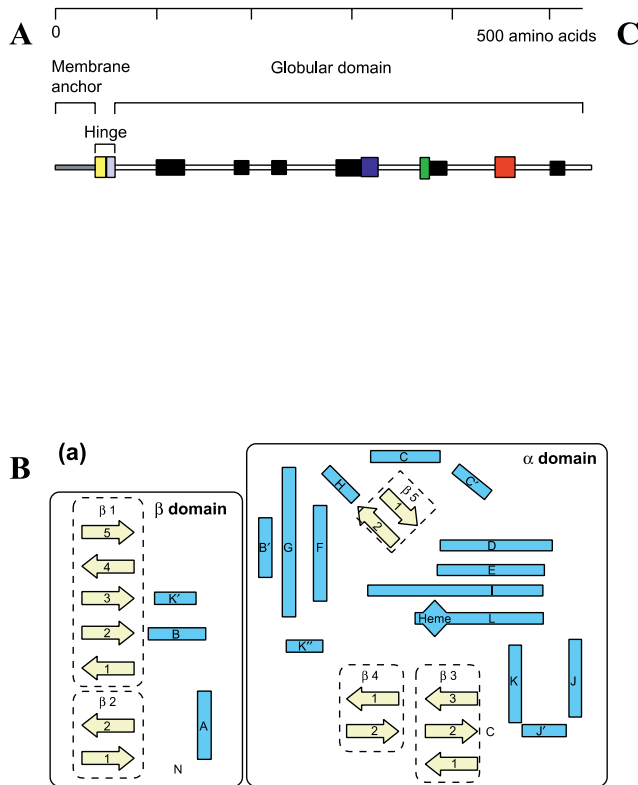 A
0
500 amino acids
C
Membrane
anchor
Globular domain
Hinge
B
(a)
β domain
β 1
5
4
3
2
1
β 2
2
1
K′
B
A
N
α domain
C
H
C′
β 5
1
2
B′
G
F
D
E
I
Heme
L
K″
β 4
1
2
β 3
3
2
1
C
K
J
J′